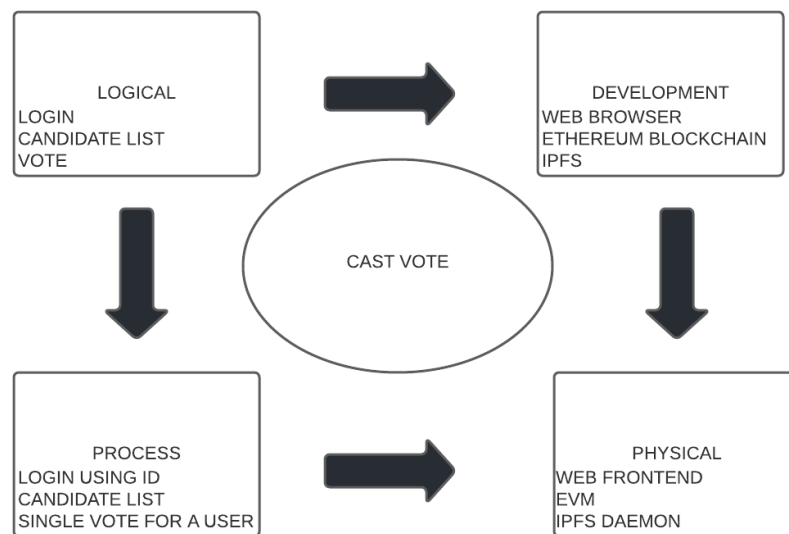 LOGICAL
LOGIN
CANDIDATE LIST
VOTE
DEVELOPMENT
WEB BROWSER
ETHEREUM BLOCKCHAIN
IPFS
CAST VOTE
PROCESS
LOGIN USING ID
CANDIDATE LIST
SINGLE VOTE FOR A USER
PHYSICAL
WEB FRONTEND
EVM
IPFS DAEMON